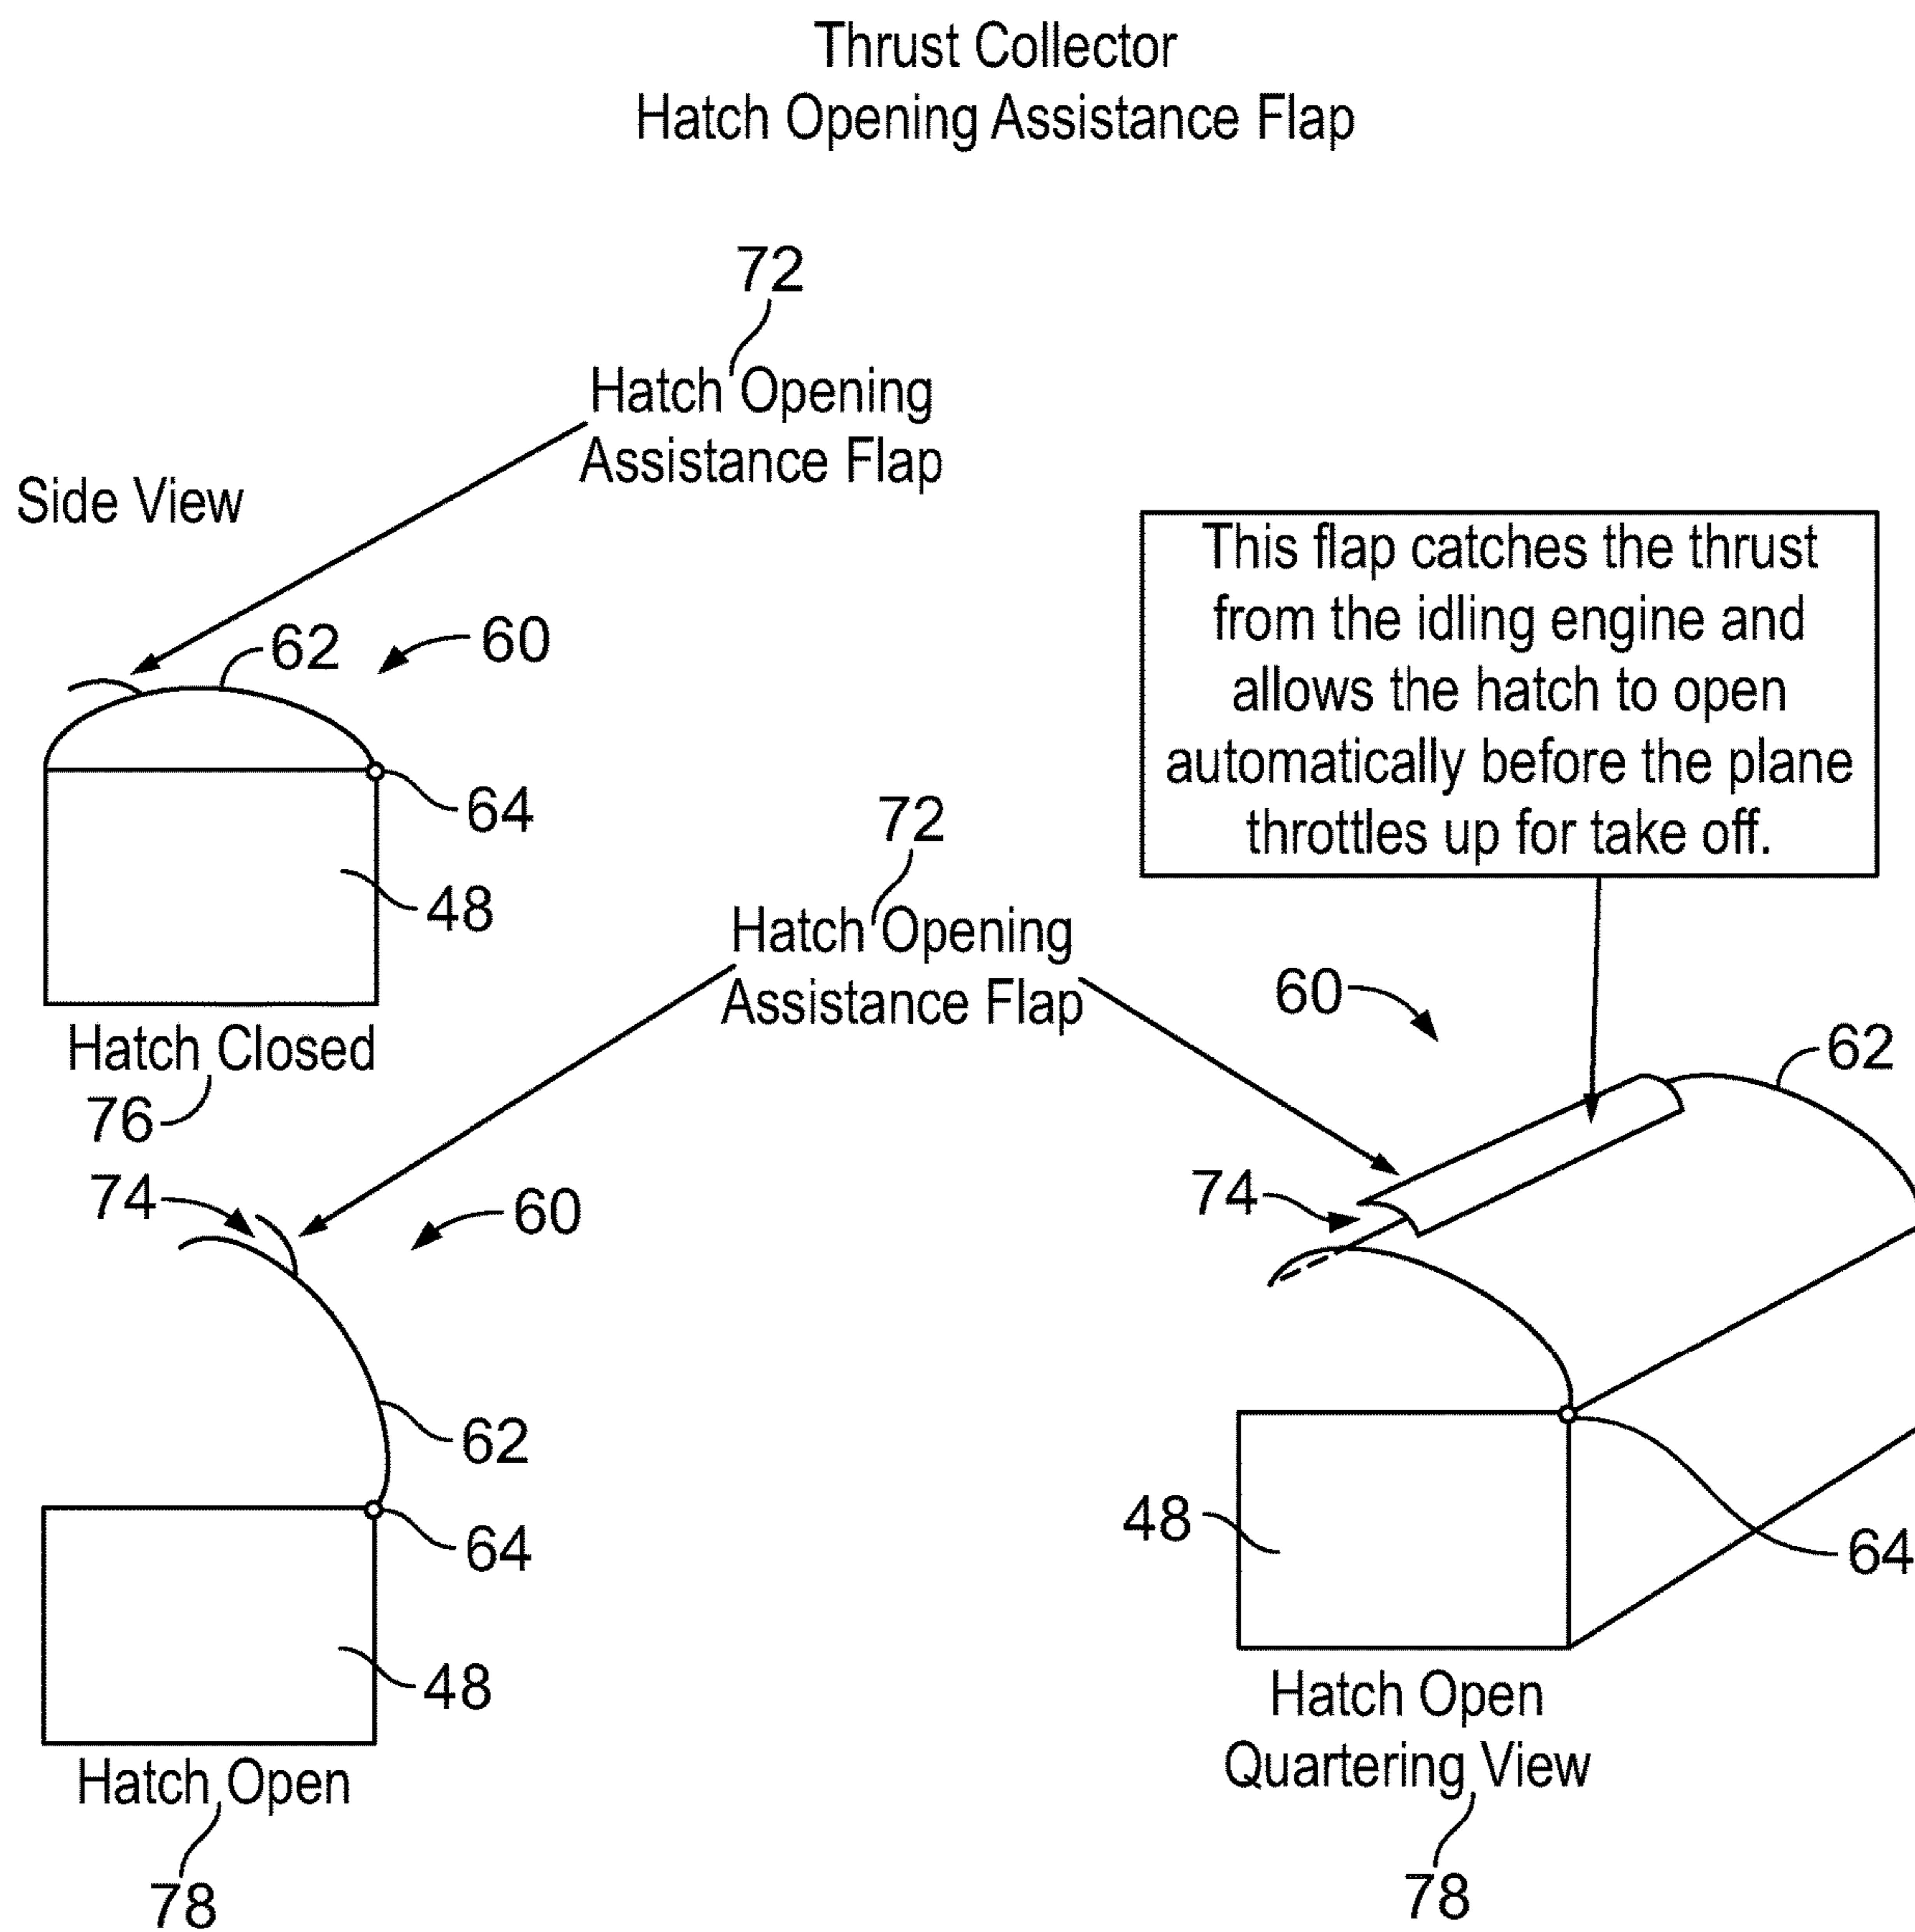 Thrust Collector
Hatch Opening Assistance Flap
72
Hatch Opening
Assistance Flap
Side View
62
60
64
48
Hatch Closed
76
This flap catches the thrust
from the idling engine and
allows the hatch to open
automatically before the plane
throttles up for take off.
72
Hatch Opening
Assistance Flap
74
60
62
64
48
Hatch Open
78
60
62
74
48
64
Hatch Open
Quartering View
78